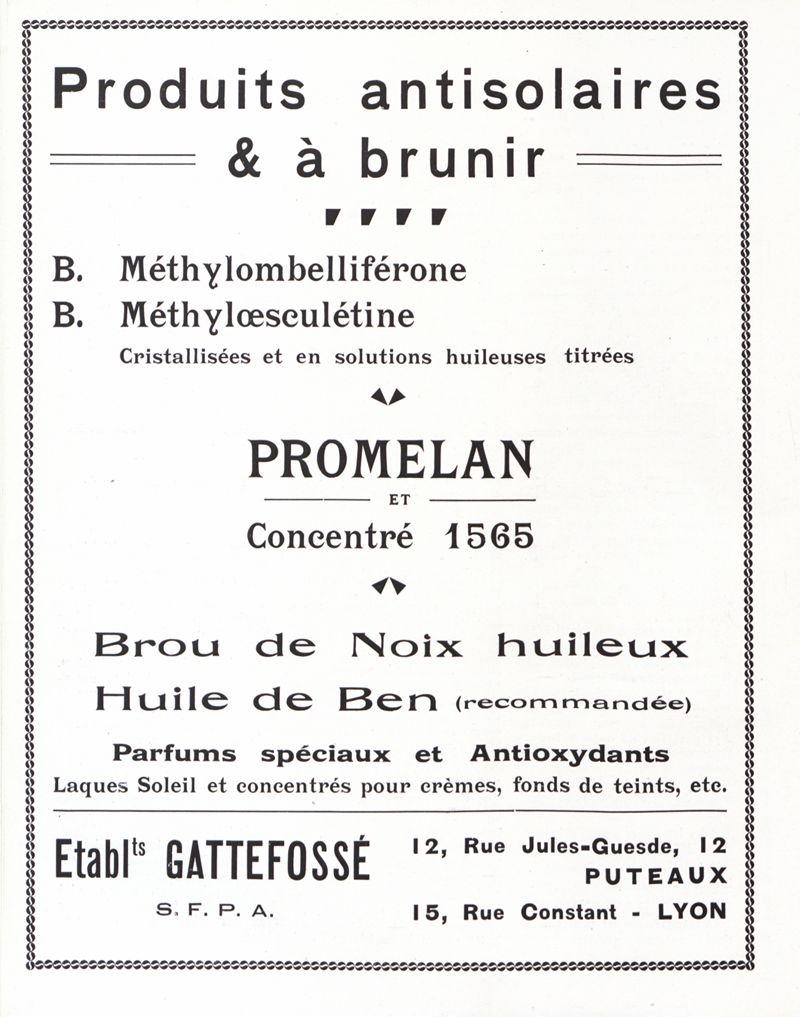 Produits antisolaires
& à brunir
B. Méthylombelliférone
B. Méthylœsculétine
Cristallisées et en solutions huileuses titrées
PROMELAN
ET
Concentré 1565
Brou de Noix huileux
Huile de Ben (recommandée)
Parfums spéciaux et Antioxydants
Laques Soleil et concentrés pour crèmes, fonds de teints, etc.
Etablts GATTEFOSSÉ
S. F. P. A.
12, Rue Jules-Guesde, 12
PUTEAUX
15, Rue Constant - LYON